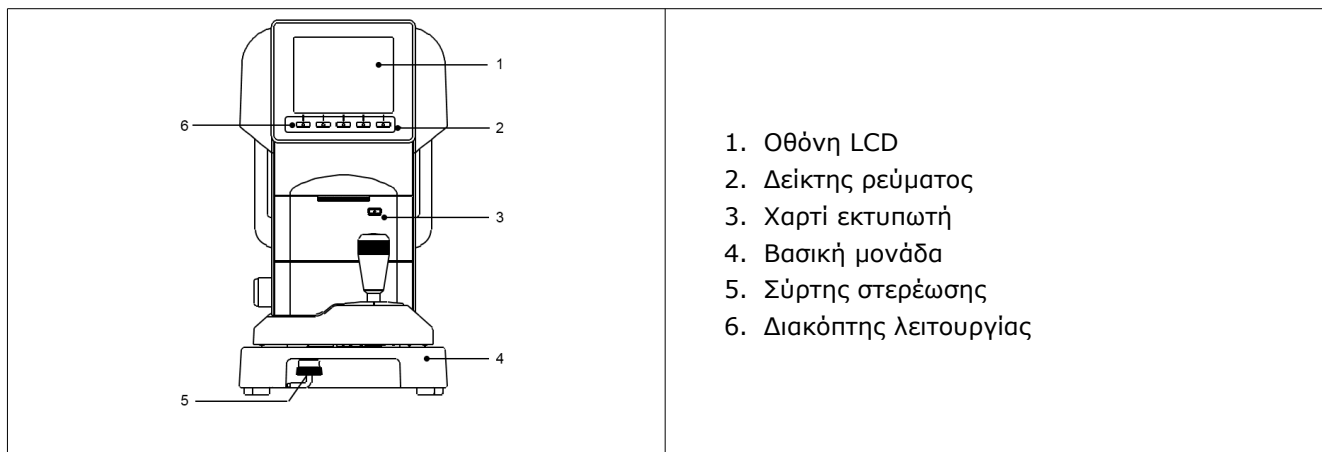 1
6
2
3
4
5
1. Οθόνη LCD
2. Δείκτης ρεύματος
3. Χαρτί εκτυπωτή
4. Βασική μονάδα
5. Σύρτης στερέωσης
6. Διακόπτης λειτουργίας